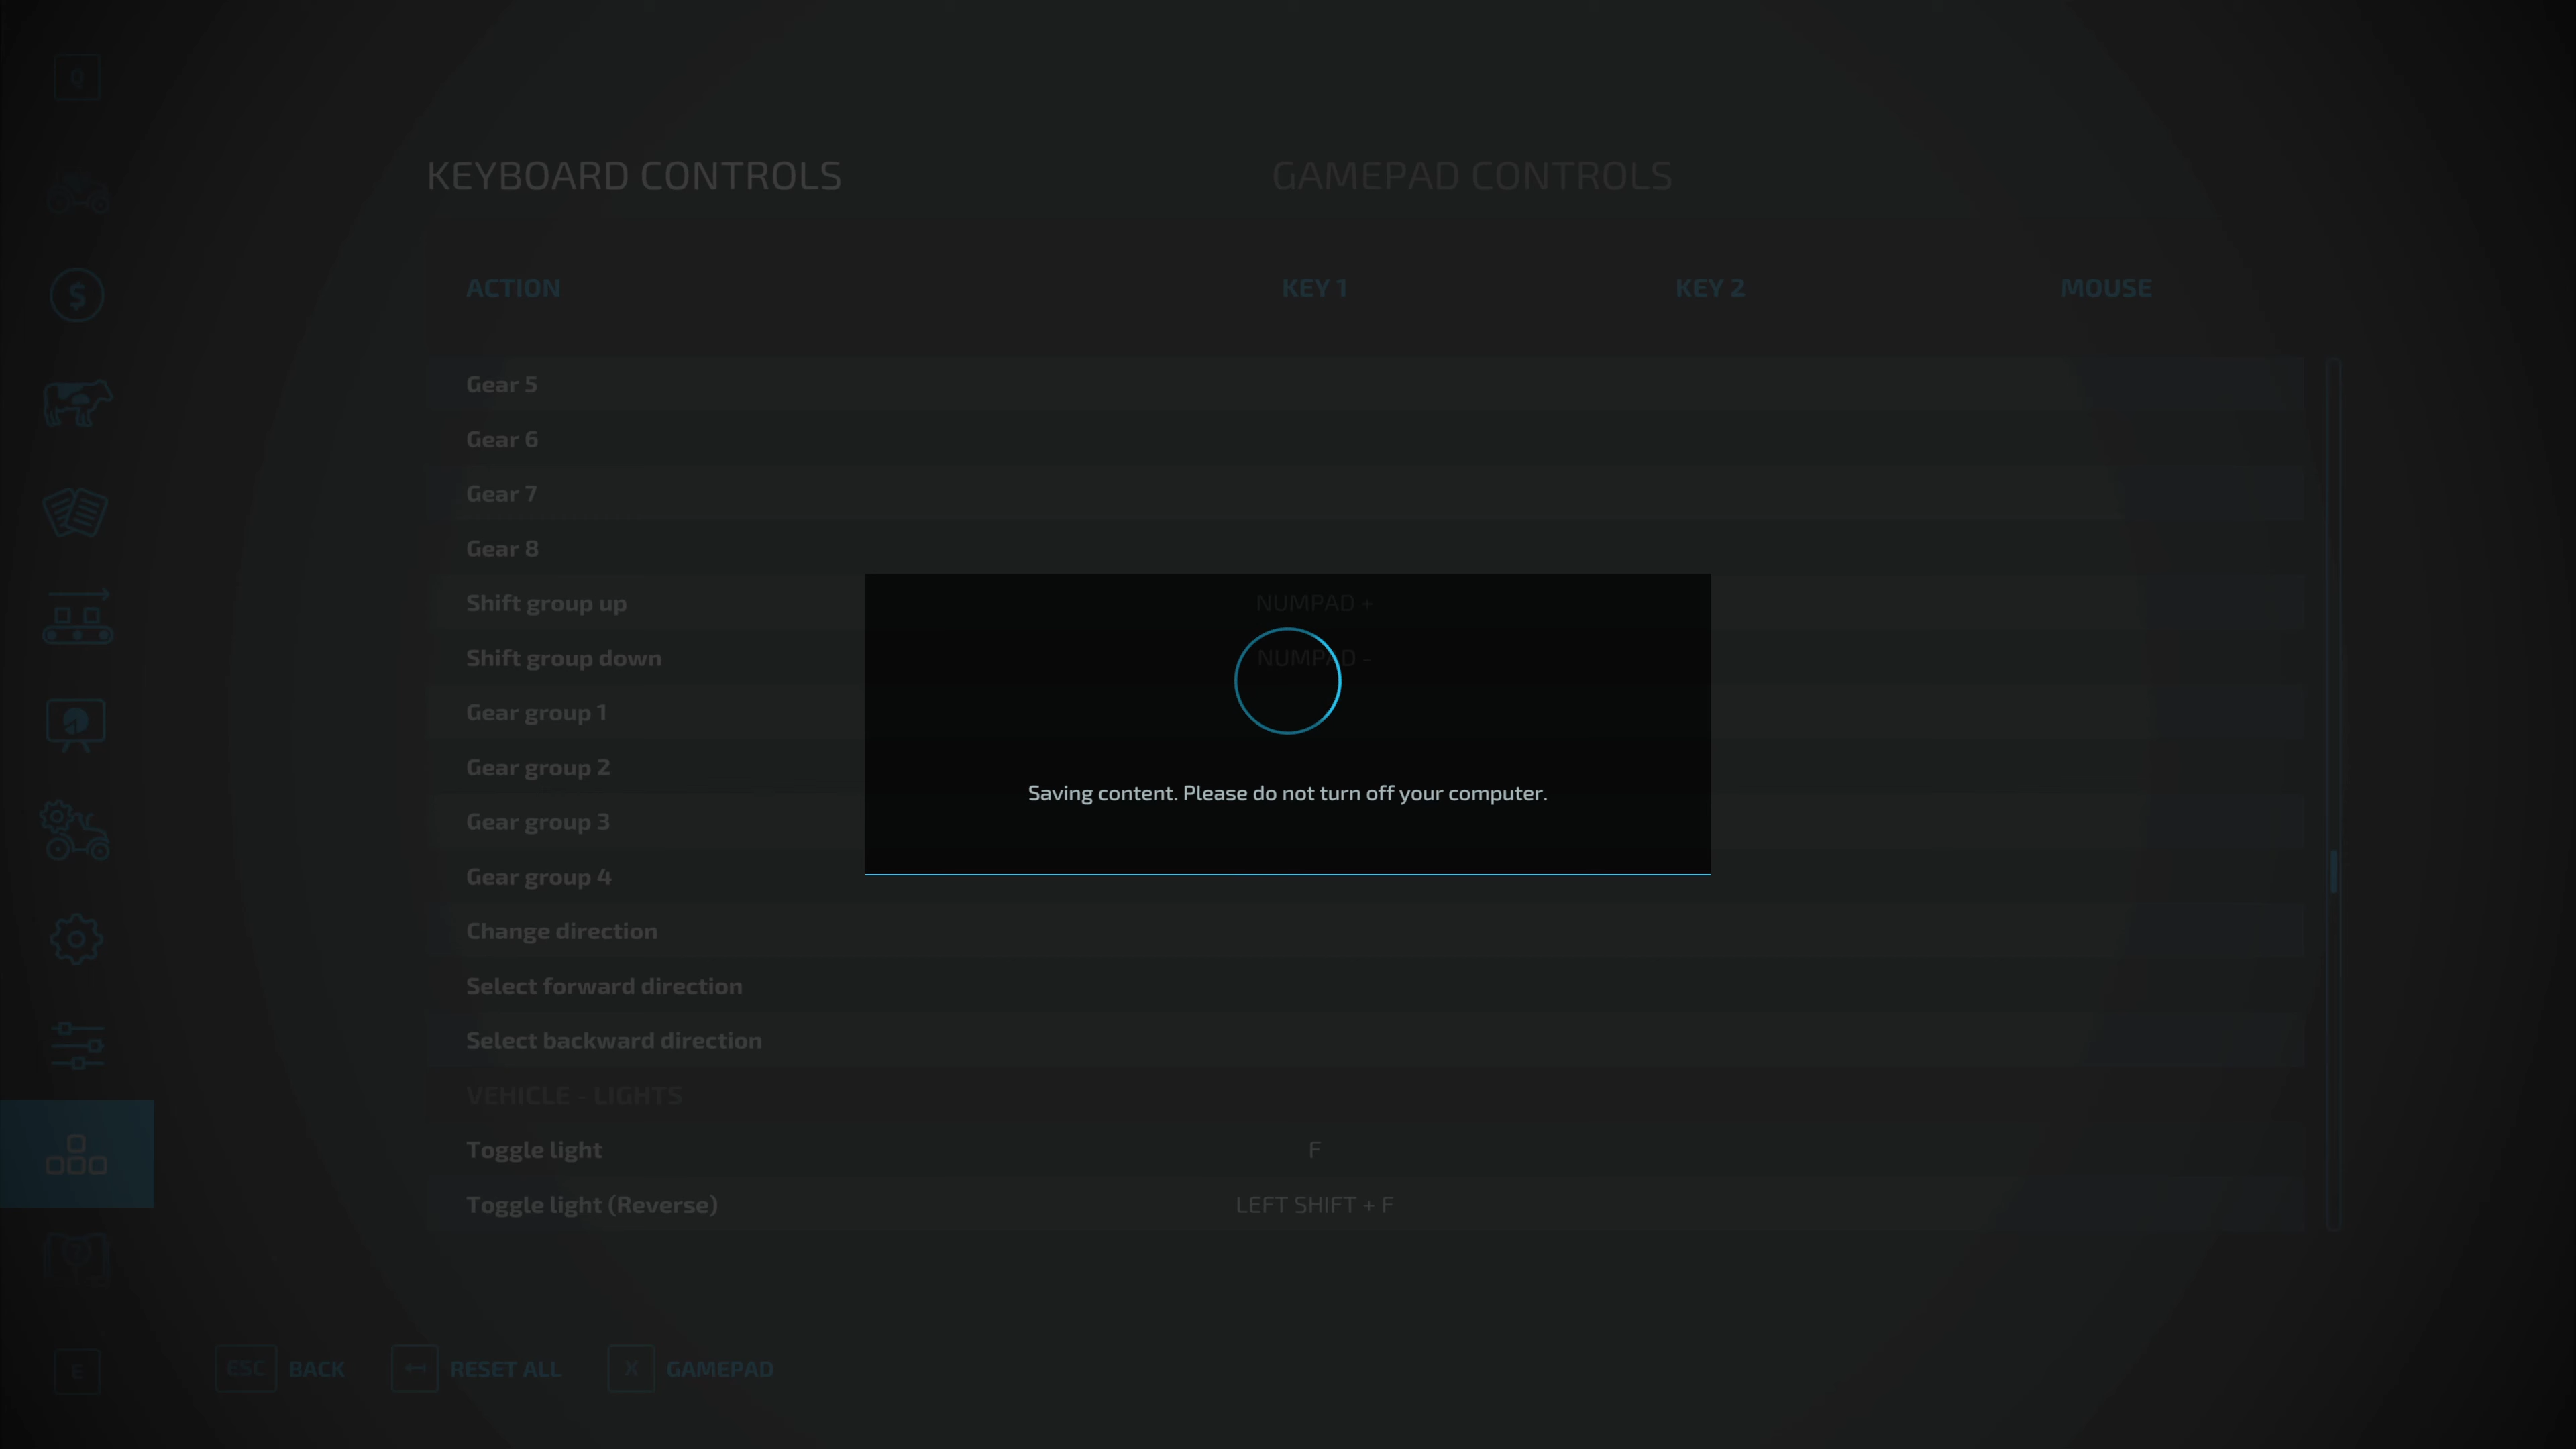 Q
KEYBOARD CONTROLS GAMEPAD CONTROLS
ACTION KEY 1 KEY 2 MOUSE
$
Gear 5
Gear 6
Gear 7
Gear 8
Shift group up NUMPAD +
Shift group down NUMPAD -
Gear group 1
Gear group 2
Saving content. Please do not turn off your computer.
Gear group 3
Gear group 4
Change direction
Select forward direction
Select backward direction
VEHICLE - LIGHTS
Toggle light F
Toggle light (Reverse) LEFT SHIFT + F
E ESC BACK RESET ALL X GAMEPAD